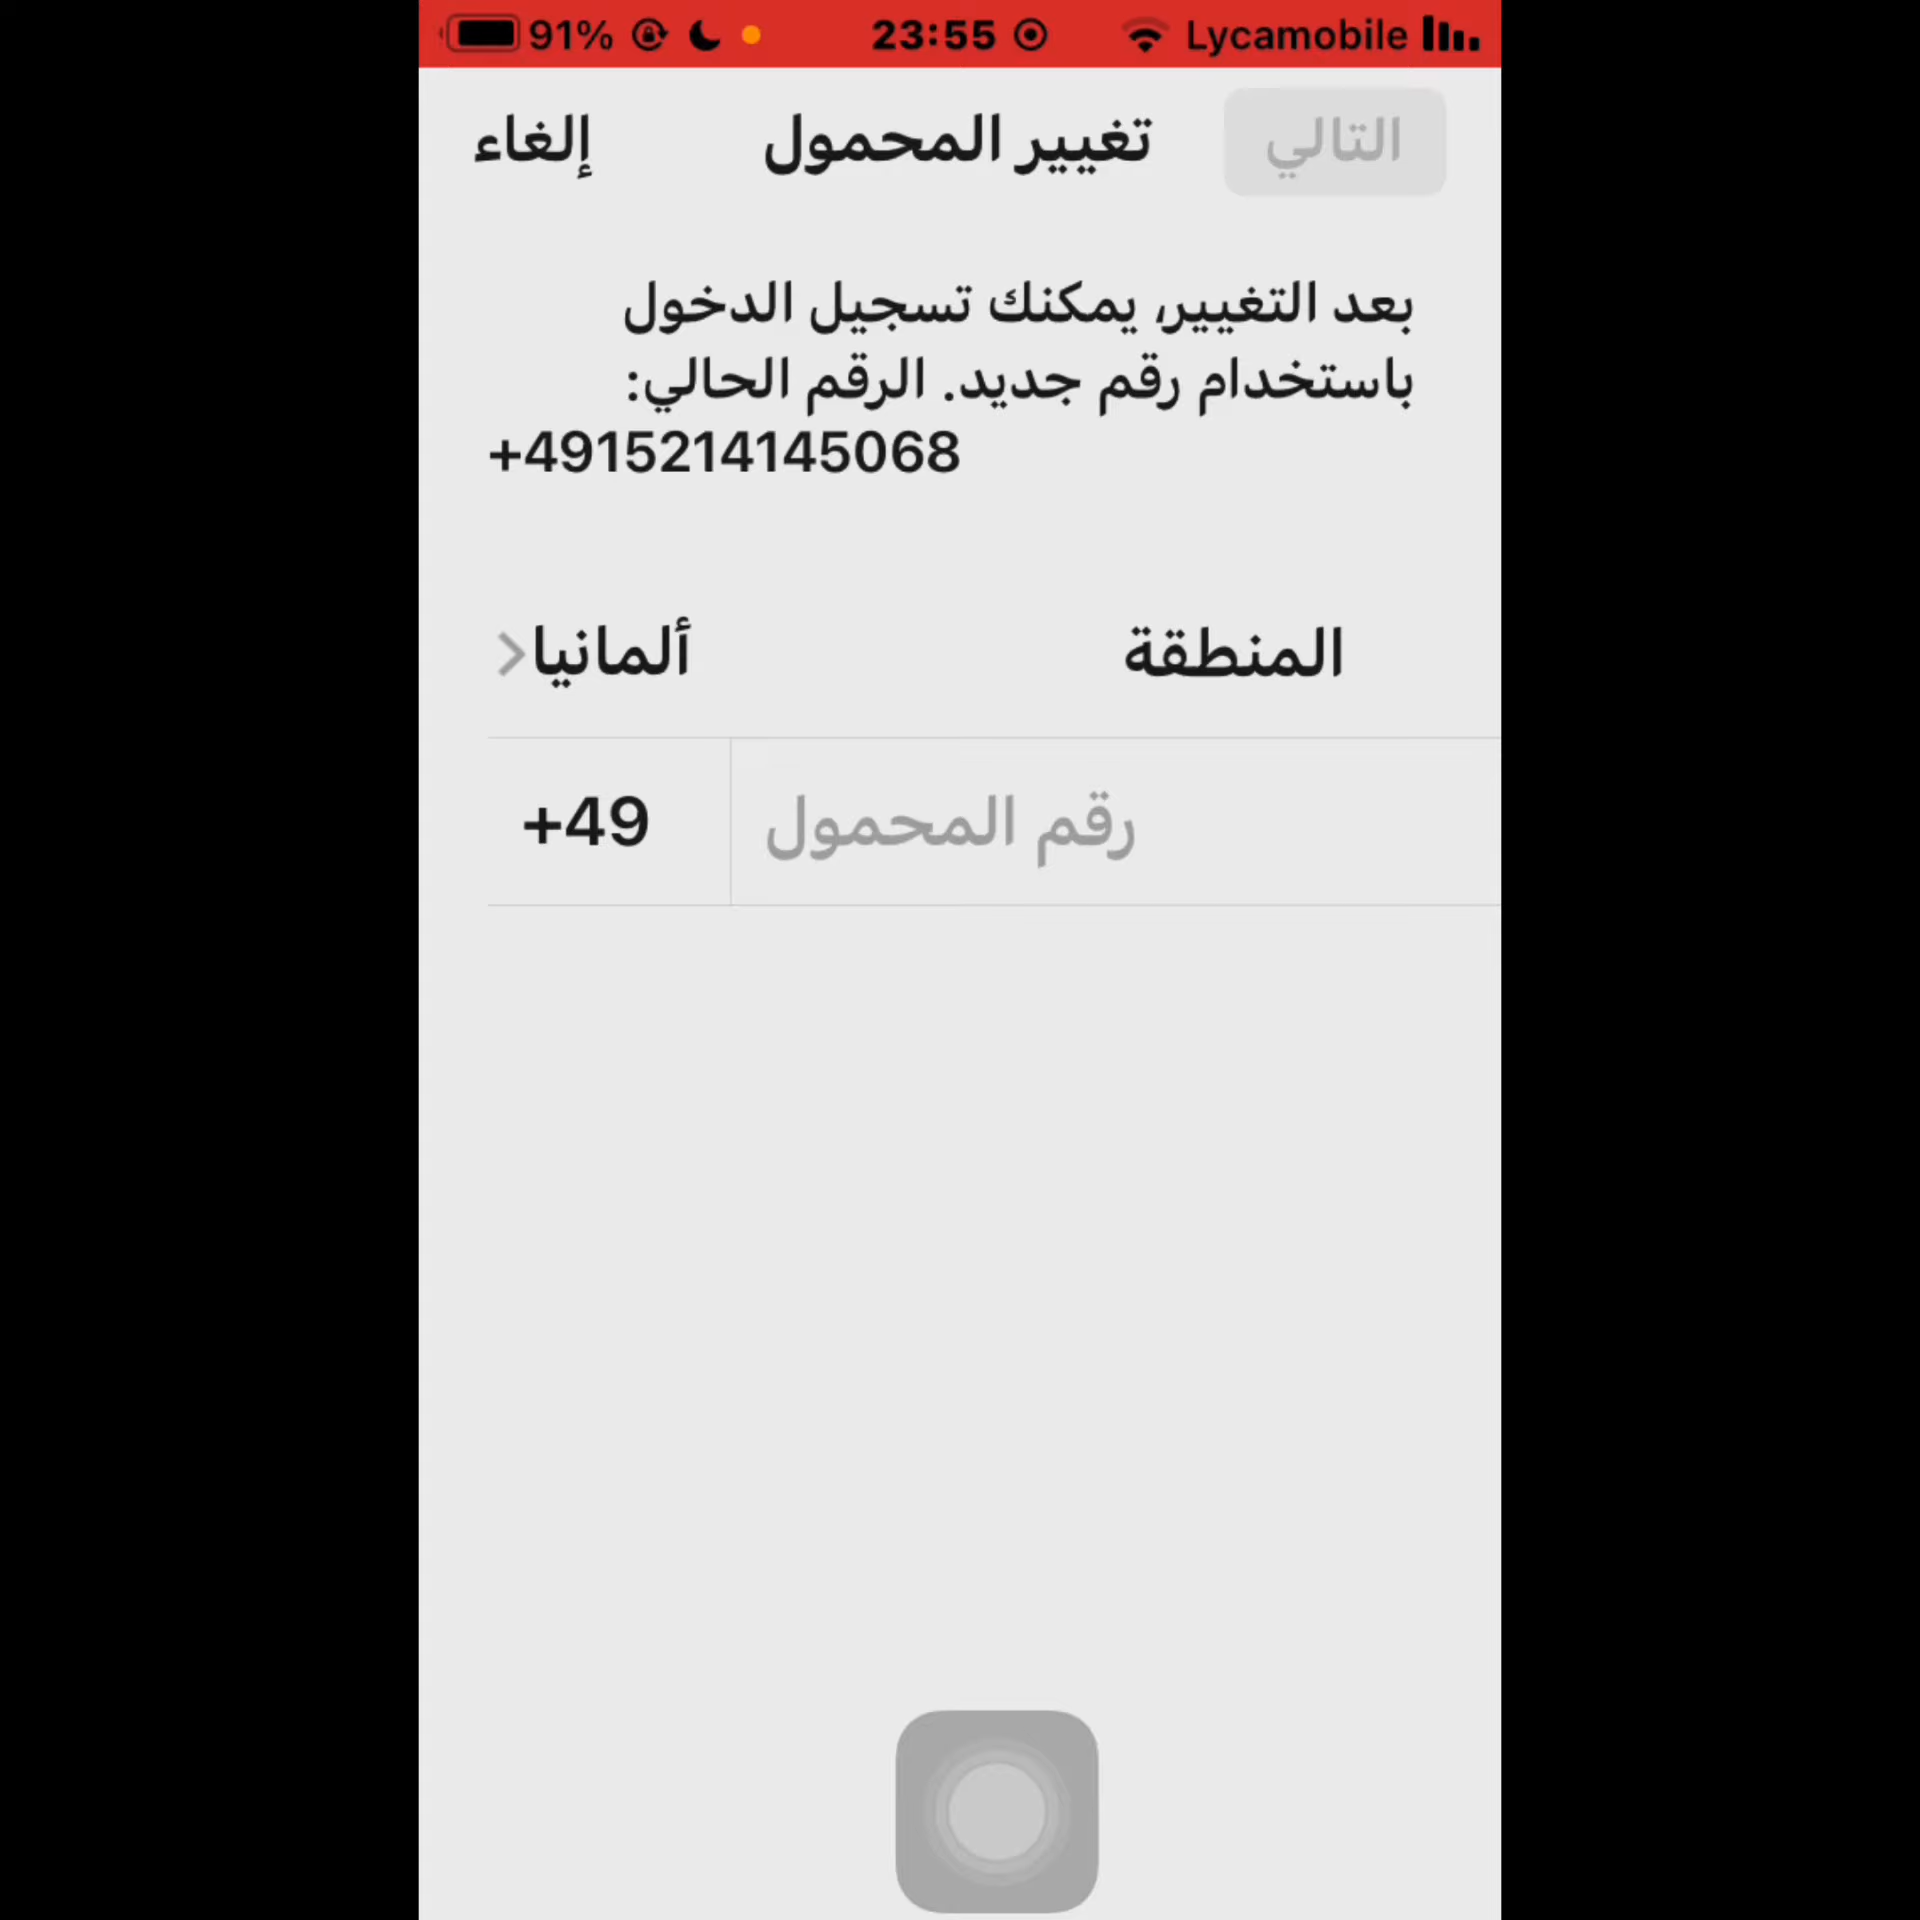 91% 23:55 Lycamobile
إلغاء تغيير المحمول التالي
بعد التغيير، يمكنك تسجيل الدخول
باستخدام رقم جديد. الرقم الحالي:
+4915214145068
المنطقة ألمانيا
+49 رقم المحمول